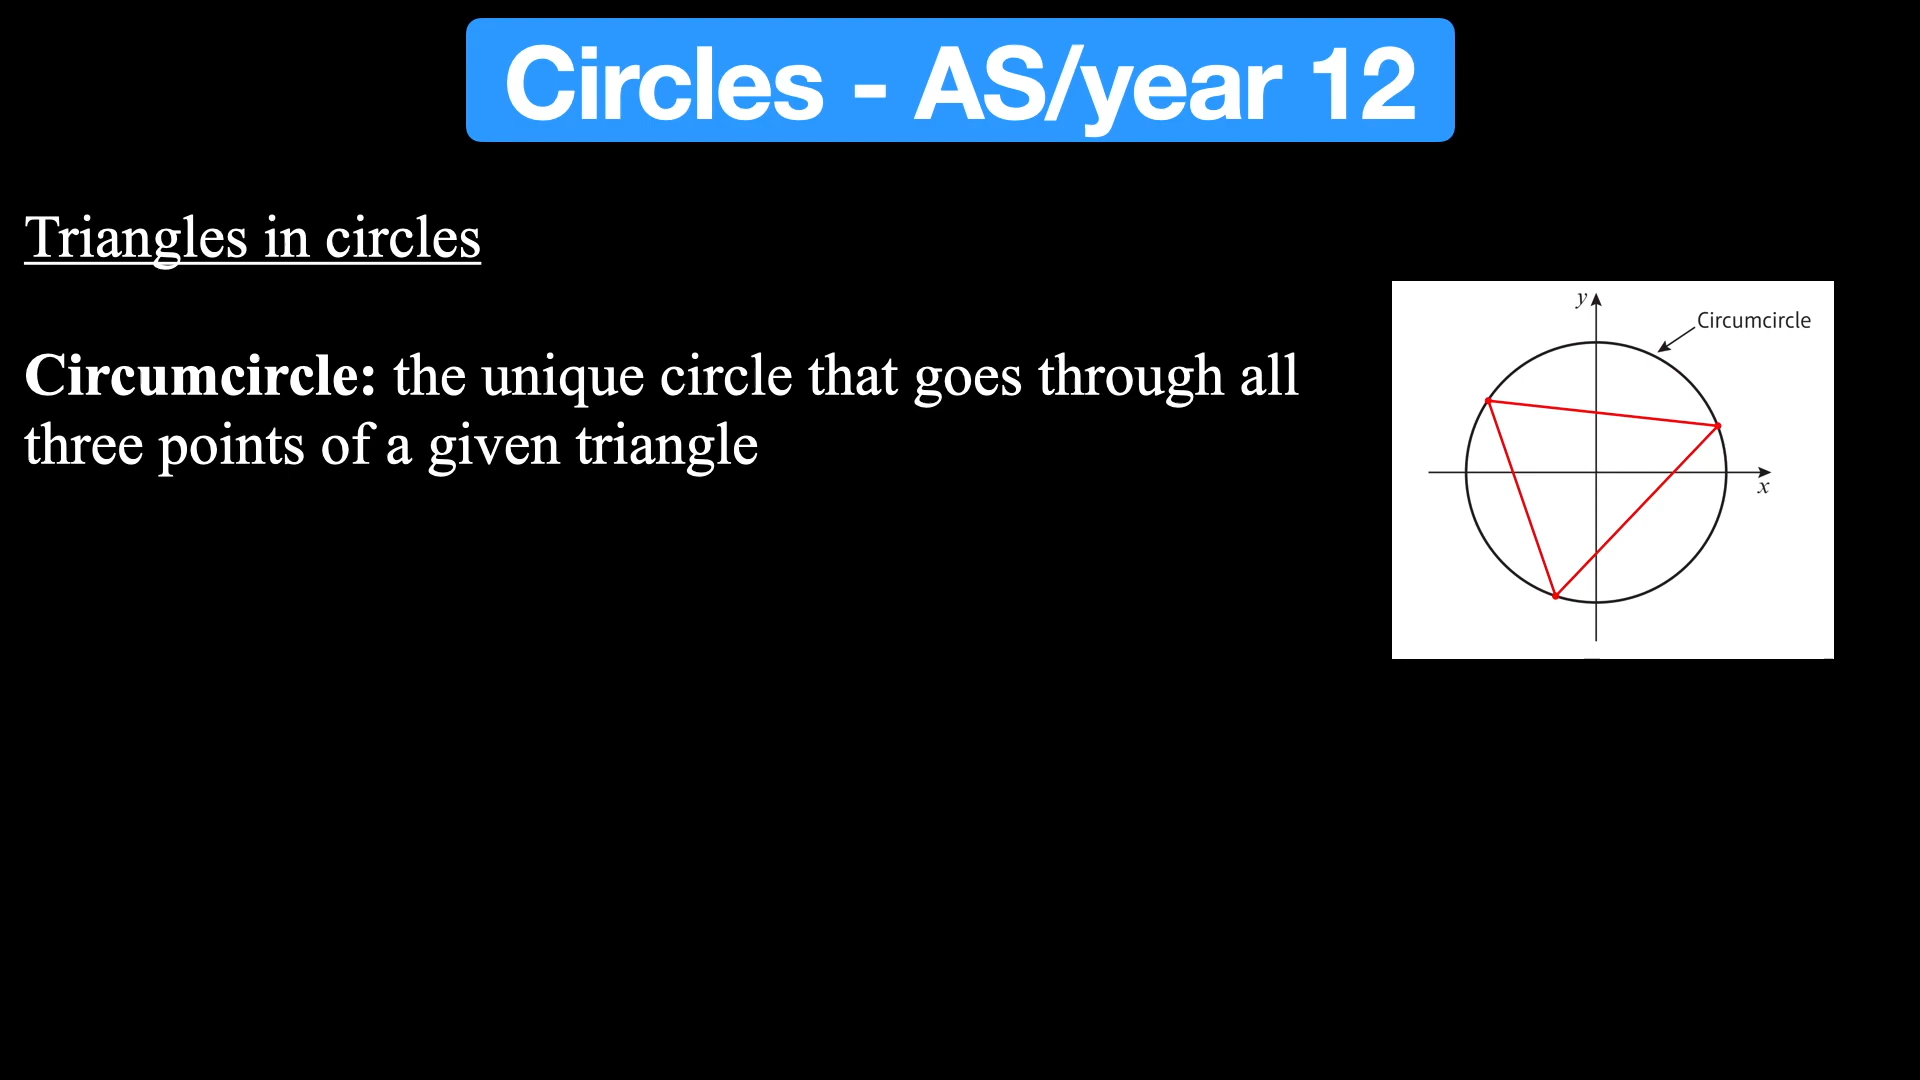 Circles - AS/year 12
Triangles in circles
Circumcircle: the unique circle that goes through all
three points of a given triangle
y
Circumcircle
x